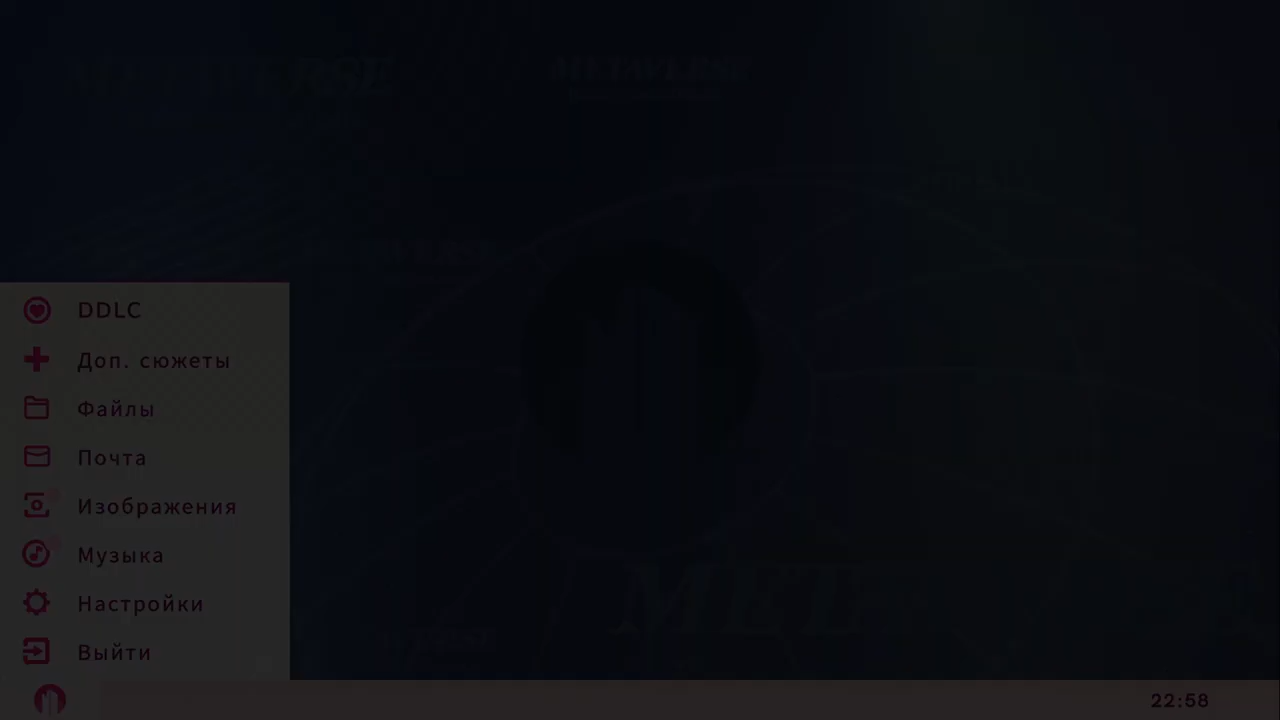 DDLC
Доп. сюжеты
Файлы
Почта
Изображения
Музыка
Настройки
Выйти
22:58